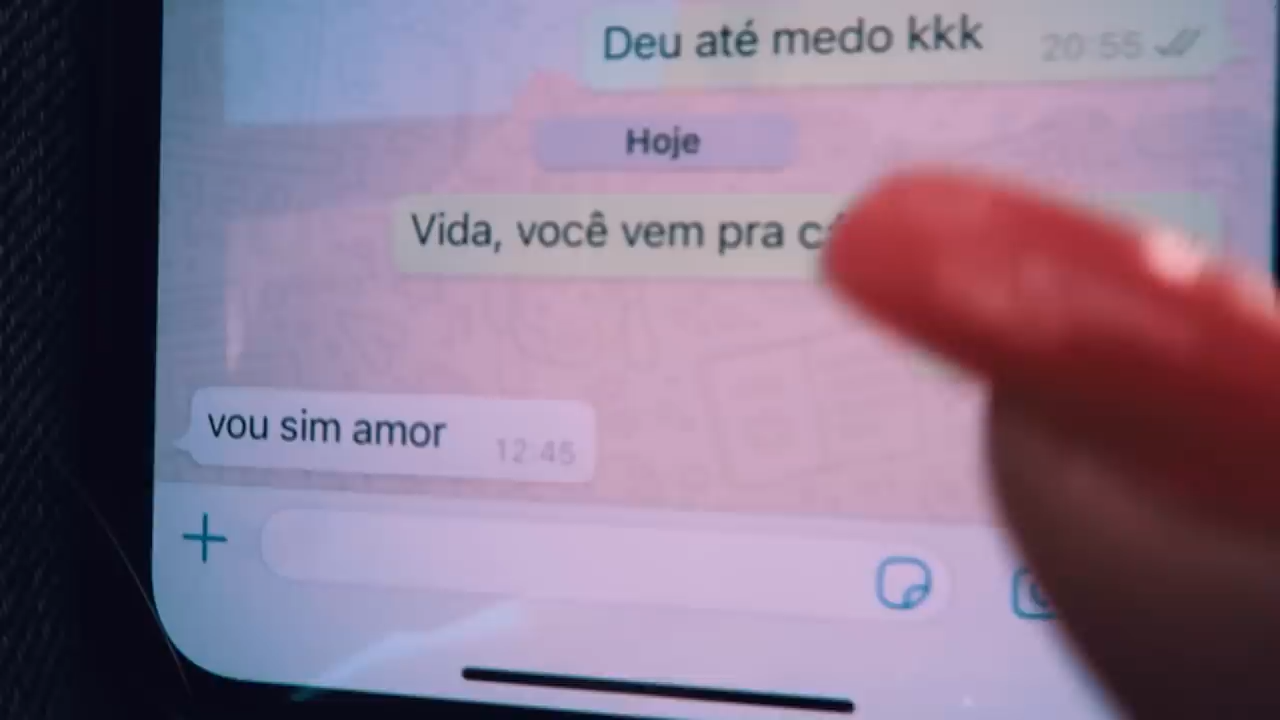 Deu até medo kkk 20:55
Hoje
Vida, você vem pra
vou sim amor 12:45